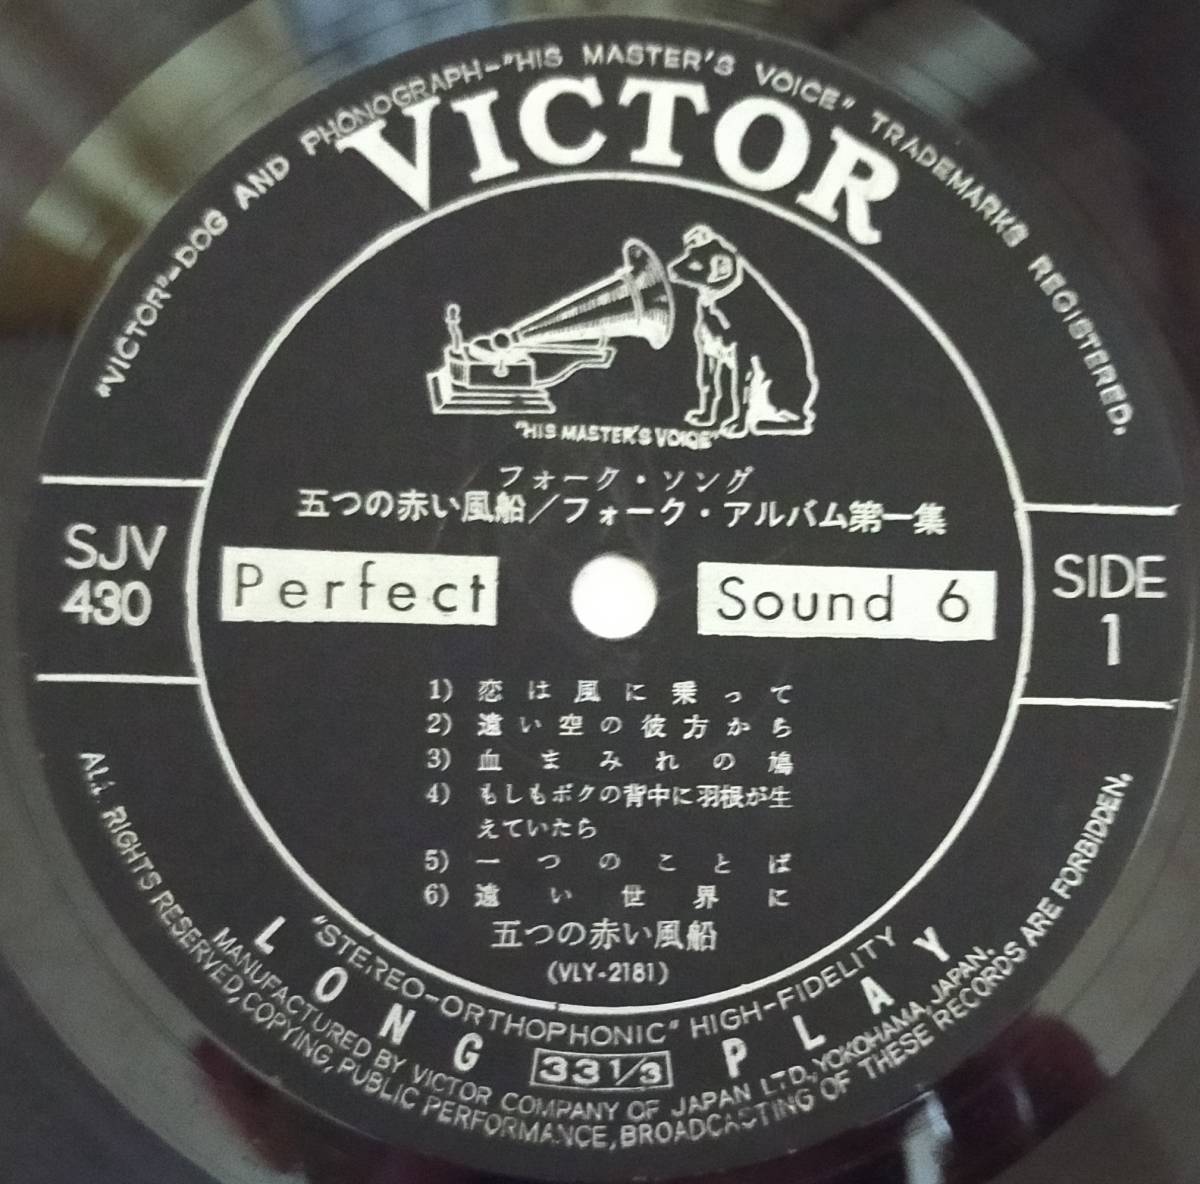 "VICTOR"-DOG AND PHONOGRAPH-"HIS MASTER'S VOICE" TRADEMARKS REGISTERED.
VICTOR
"HIS MASTER'S VOICE"
フォーク・ソング
五つの赤い風船/フォーク・アルバム第一集
SJV
430
Perfect Sound 6
SIDE
1
1) 恋は風に乗って
2) 遠い空の彼方から
3) 血まみれの鳩
4) もしもボクの背中に羽根が生
えていたら
5) 一つのことば
6) 遠い世界に
五つの赤い風船
(VLY-2181)
"STEREO-ORTHOPHONIC" HIGH-FIDELITY
LONG 33 1/3 PLAY
MANUFACTURED BY VICTOR COMPANY OF JAPAN LTD., YOKOHAMA, JAPAN.
ALL RIGHTS RESERVED, COPYING, PUBLIC PERFORMANCE, BROADCASTING OF THESE RECORDS ARE FORBIDDEN.